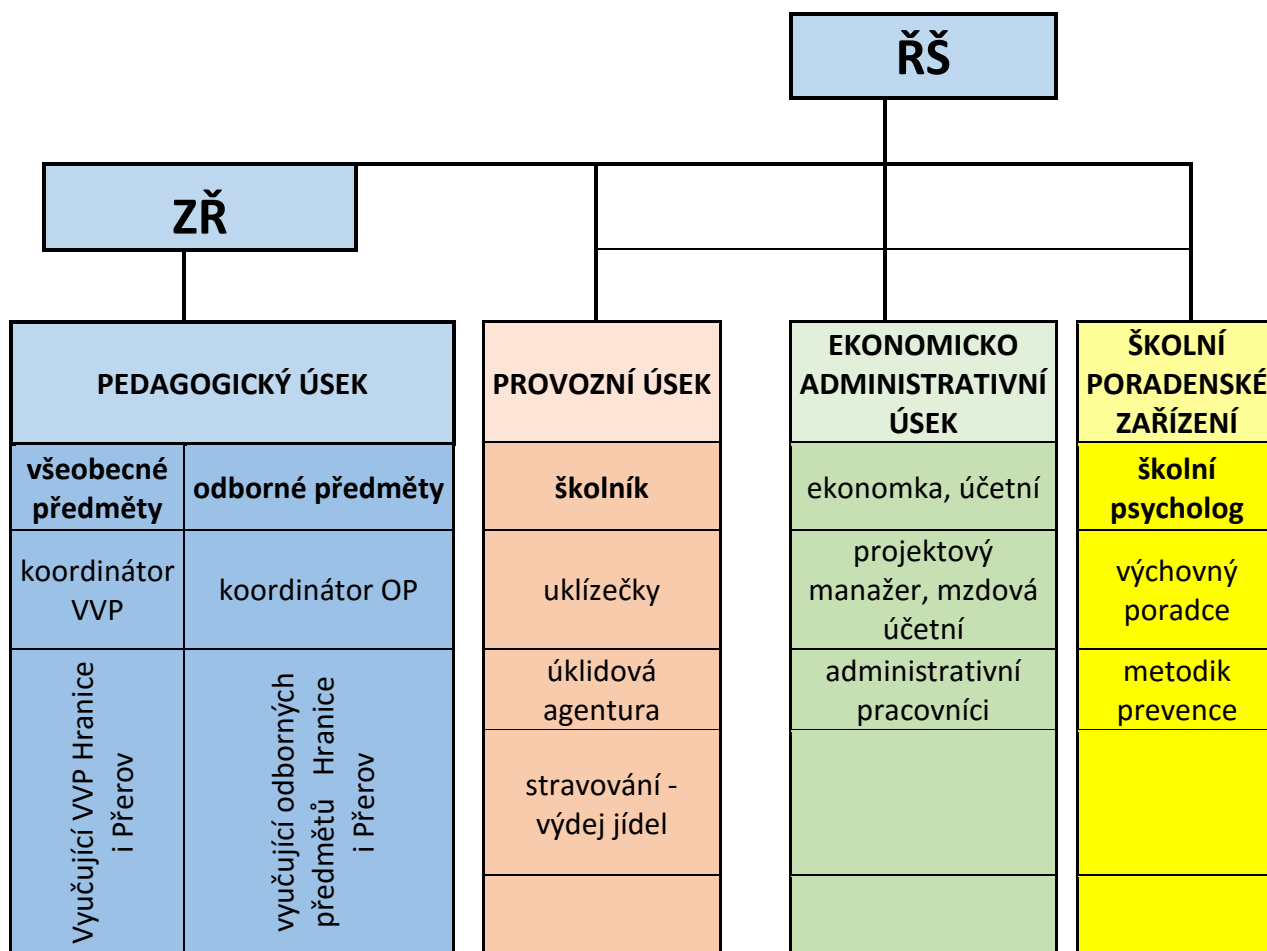 ŘŠ
ZŘ
PEDAGOGICKÝ ÚSEK
všeobecné
předměty
odborné předměty
koordinátor
VVP
koordinátor OP
Vyučující VVP Hranice
i Přerov
vyučující odborných
předmětů Hranice
i Přerov
PROVOZNÍ ÚSEK
školník
uklízečky
úklidová
agentura
stravování -
výdej jídel
EKONOMICKO
ADMINISTRATIVNÍ
ÚSEK
ekonomka, účetní
projektový
manažer, mzdová
účetní
administrativní
pracovníci
ŠKOLNÍ
PORADENSKÉ
ZAŘÍZENÍ
školní
psycholog
výchovný
poradce
metodik
prevence